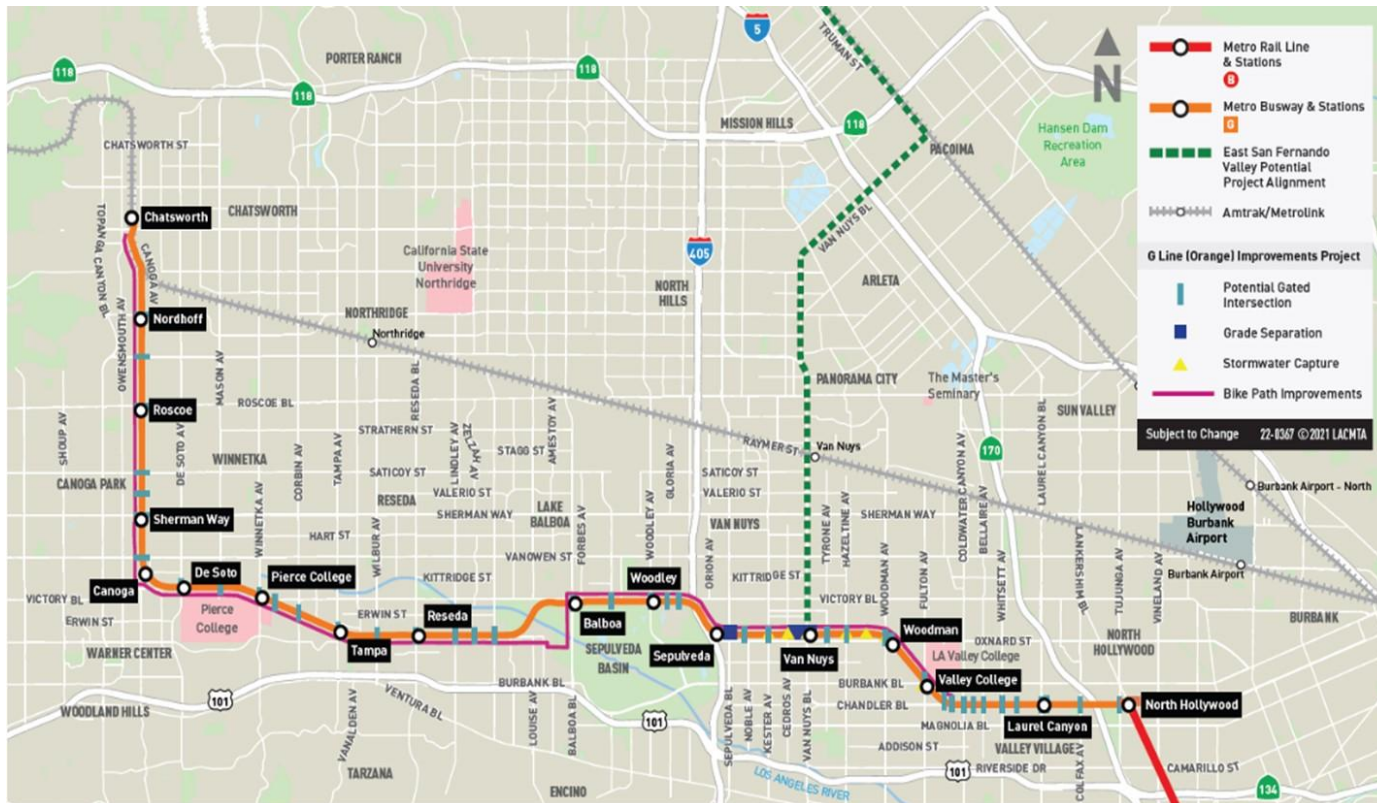 5
TRUMAN ST
118
PORTER RANCH
118
118
118
MISSION HILLS
118
PACOIMA
Hansen Dam
Recreation
Area
N
Metro Rail Line
& Stations
B
Metro Busway & Stations
G
East San Fernando
Valley Potential
Project Alignment
Amtrak/Metrolink
G Line (Orange) Improvements Project
Potential Gated
Intersection
Grade Separation
Stormwater Capture
Bike Path Improvements
Subject to Change 22-8367 © 2021 LACMTA
CHATSWORTH ST
Chatsworth
CHATSWORTH
TOPANGA CANYON BL
CANOGA AV
California State
University
Northridge
405
VAN NUYS BL
NORTH
HILLS
ARLETA
OWENSMOUTH AV
Nordhoff
NORTHRIDGE
Northridge
MASON AV
RESEDA BL
PANORAMA CITY
The Master's
Seminary
SUN VALLEY
SHOUP AV
Roscoe
ROSCOE BL
DE SOTO AV
STRATHERN ST
TAMPA AV
CORBIN AV
LINDLEY AV
ZELZAH AV
AMESTOY AV
STAGG ST
RAYMER ST
Van Nuys
170
LAUREL CANYON BL
WINNETKA
SATICOY ST
SATICOY ST
GLORIA AV
COLDWATER CANYON AV
BELLAIRE AV
CANOGA PARK
WINNETKA AV
RESEDA
VALERIO ST
VALERIO ST
Burbank Airport - North
Sherman Way
SHERMAN WAY
LAKE
BALBOA
FORBES AV
WOODLEY AV
VAN NUYS
TYRONE AV
HAZELTINE AV
SHERMAN WAY
Hollywood
Burbank
Airport
HART ST
WILBUR AV
VANOWEN ST
ORION AV
WOODMAN AV
FULTON AV
WHITSETT AV
LANKERSHIM BL
TUJUNGA AV
VINELAND AV
Burbank Airport
Canoga
De Soto
Pierce College
KITTRIDGE ST
Woodley
KITTRIDGE ST
VICTORY BL
VICTORY BL
ERWIN ST
Pierce
College
ERWIN ST
Reseda
Balboa
BURBANK
WARNER CENTER
Tampa
SEPULVEDA
BASIN
Sepulveda
Van Nuys
Woodman
OXNARD ST
LA Valley College
NORTH
HOLLYWOOD
BURBANK BL
BURBANK BL
Valley College
WOODLAND HILLS
101
VENTURA BL
VANALDEN AV
LOUISE AV
BALBOA BL
101
SEPULVEDA BL
NOBLE AV
KESTER AV
CEDROS AV
VAN NUYS BL
CHANDLER BL
MAGNOLIA BL
Laurel Canyon
North Hollywood
ADDISON ST
VALLEY VILLAGE
COLFAX AV
TARZANA
LOS ANGELES RIVER
101
RIVERSIDE DR
CAMARILLO ST
ENCINO
134